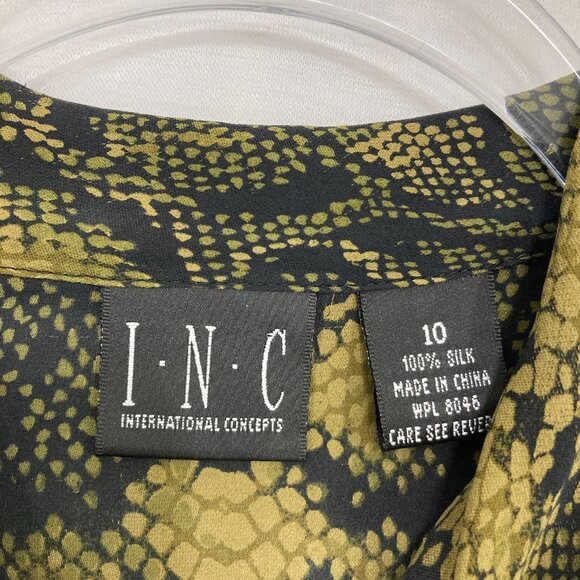 I·N·C
INTERNATIONAL CONCEPTS
10
100% SILK
MADE IN CHINA
WPL 8046
CARE SEE REVER